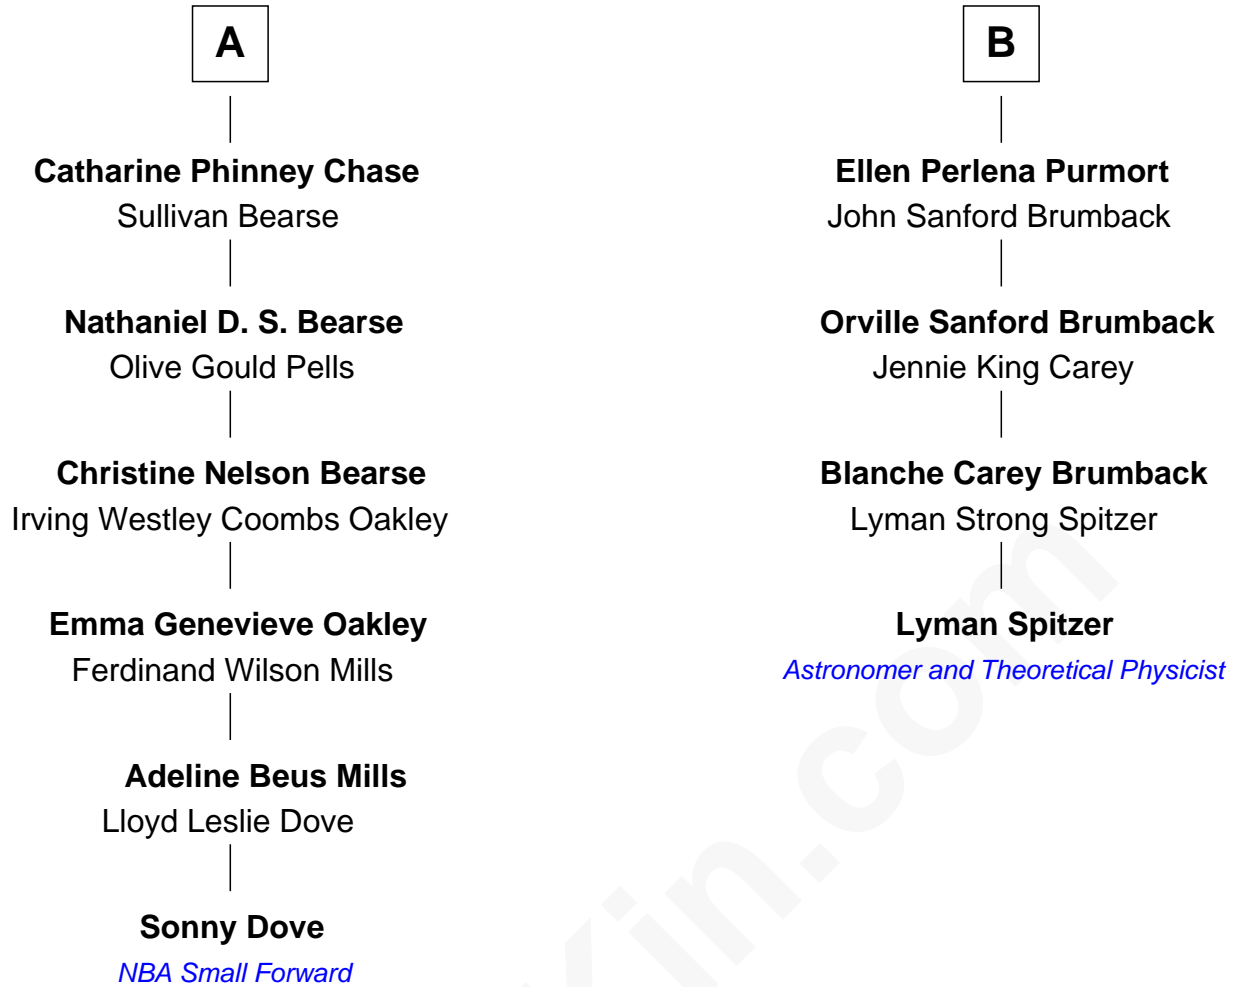 A
Catharine Phinney Chase
Sullivan Bearse
Nathaniel D. S. Bearse
Olive Gould Pells
Christine Nelson Bearse
Irving Westley Coombs Oakley
Emma Genevieve Oakley
Ferdinand Wilson Mills
Adeline Beus Mills
Lloyd Leslie Dove
Sonny Dove
NBA Small Forward
B
Ellen Perlena Purmort
John Sanford Brumback
Orville Sanford Brumback
Jennie King Carey
Blanche Carey Brumback
Lyman Strong Spitzer
Lyman Spitzer
Astronomer and Theoretical Physicist
Kin.com